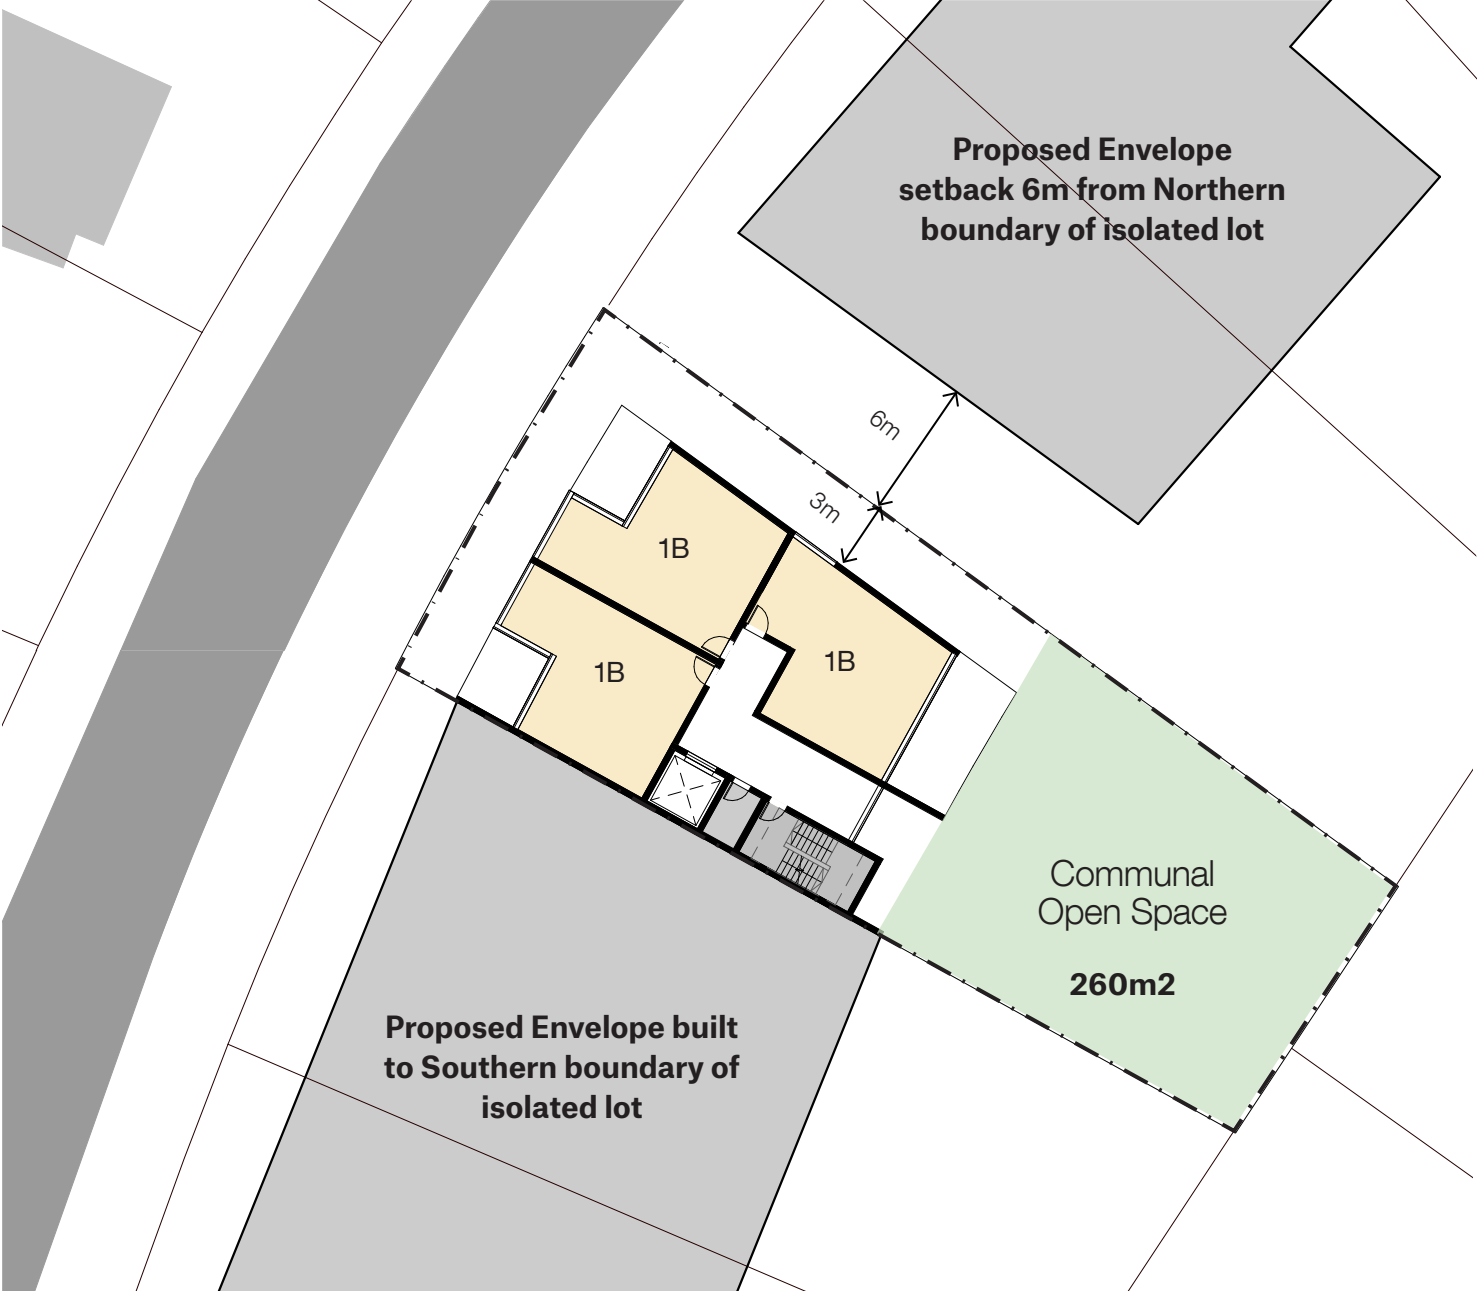 Proposed Envelope
setback 6m from Northern
boundary of isolated lot
6m
3m
1B
1B
1B
Communal
Open Space
260m2
Proposed Envelope built
to Southern boundary of
isolated lot